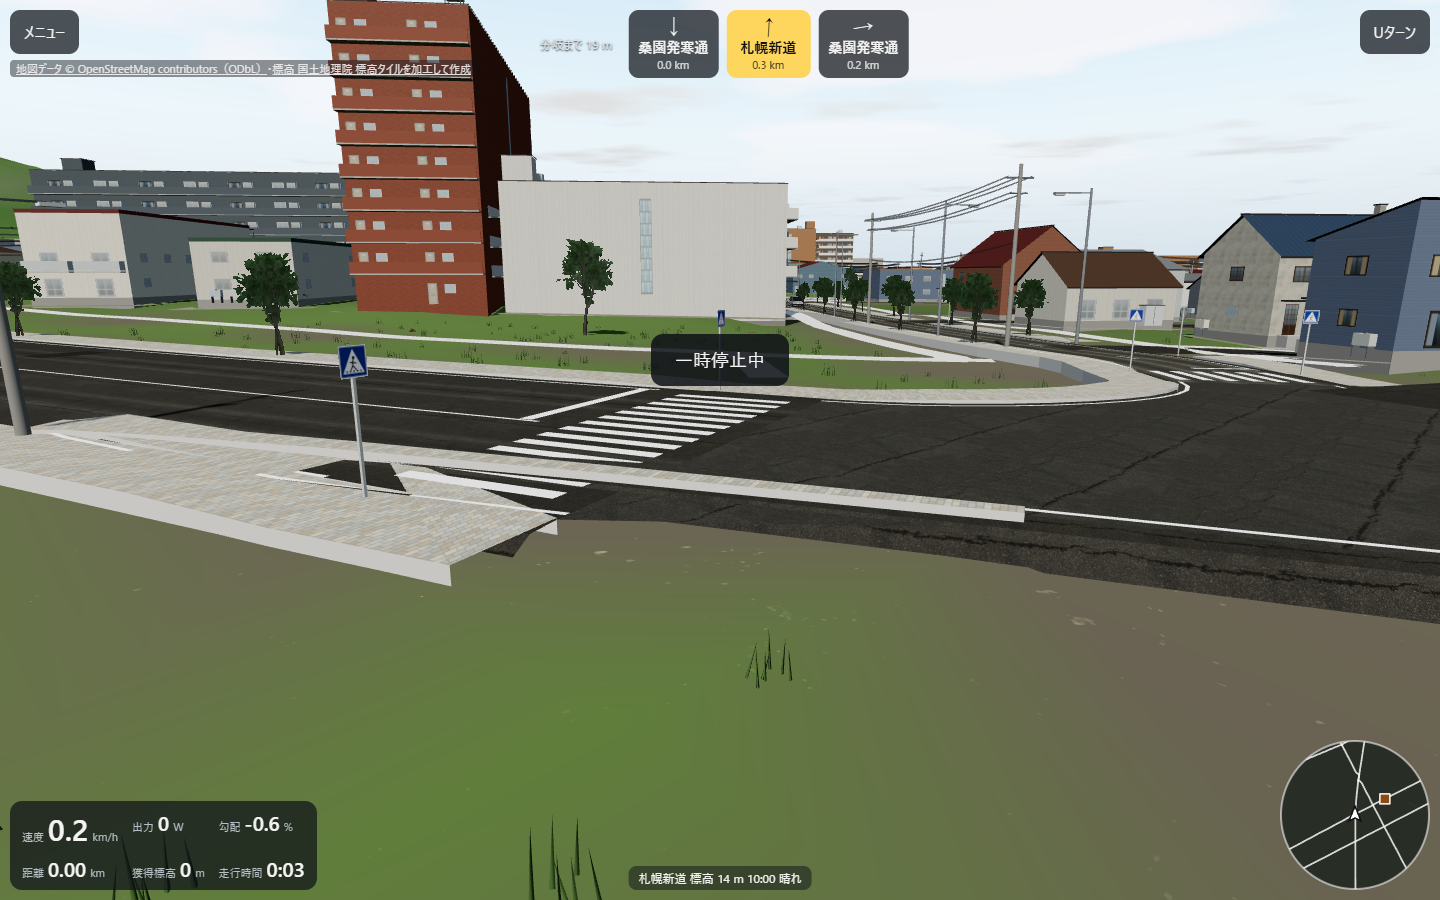 メニュー
地図データ © OpenStreetMap contributors（ODbL）・標高 国土地理院 標高タイルを加工して作成
分岐まで 19 m
↓
桑園発寒通
0.0 km
↑
札幌新道
0.3 km
→
桑園発寒通
0.2 km
Uターン
一時停止中
速度 0.2 km/h 出力 0 W 勾配 -0.6 %
距離 0.00 km 獲得標高 0 m 走行時間 0:03
札幌新道 標高 14 m 10:00 晴れ